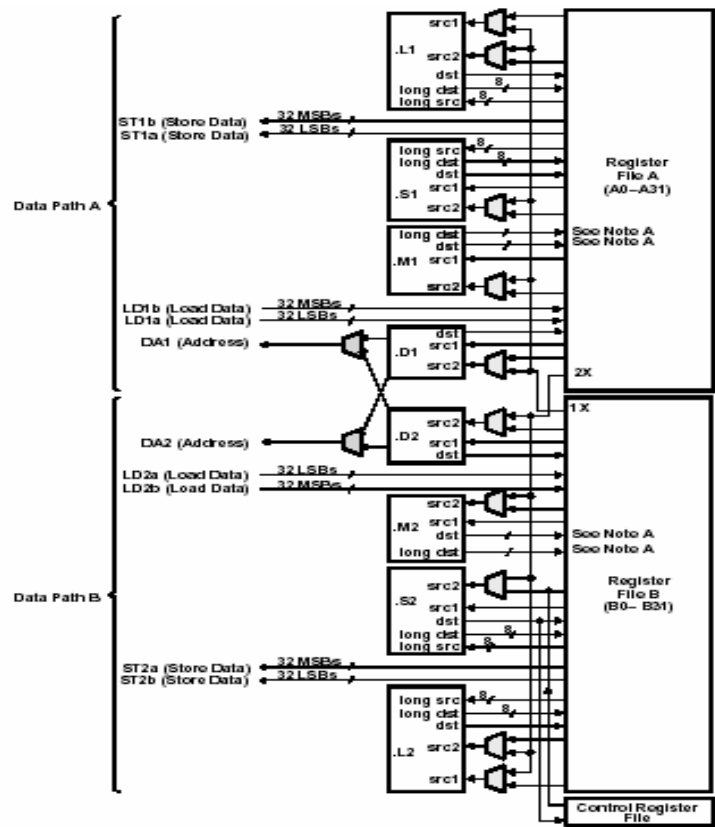 src1
.L1
src2
dst
8
long dst
long src
8
32 MSBs
ST1b (Store Data)
32 LSBs
ST1a (Store Data)
8
long src
long dst
8
dst
.S1
src1
src2
Register
File A
(A0–A31)
Data Path A
long dst
See Note A
dst
See Note A
.M1
src1
src2
32 MSBs
LD1b (Load Data)
32 LSBs
LD1a (Load Data)
dst
DA1 (Address)
.D1
src1
src2
2X
1X
src2
.D2
DA2 (Address)
src1
dst
32 LSBs
LD2a (Load Data)
32 MSBs
LD2b (Load Data)
src2
src1
.M2
dst
See Note A
long dst
See Note A
Data Path B
src2
.S2
src1
dst
8
long dst
long src
8
Register
File B
(B0– B31)
32 MSBs
ST2a (Store Data)
32 LSBs
ST2b (Store Data)
8
long src
long dst
8
dst
.L2
src2
src1
Control Register
File